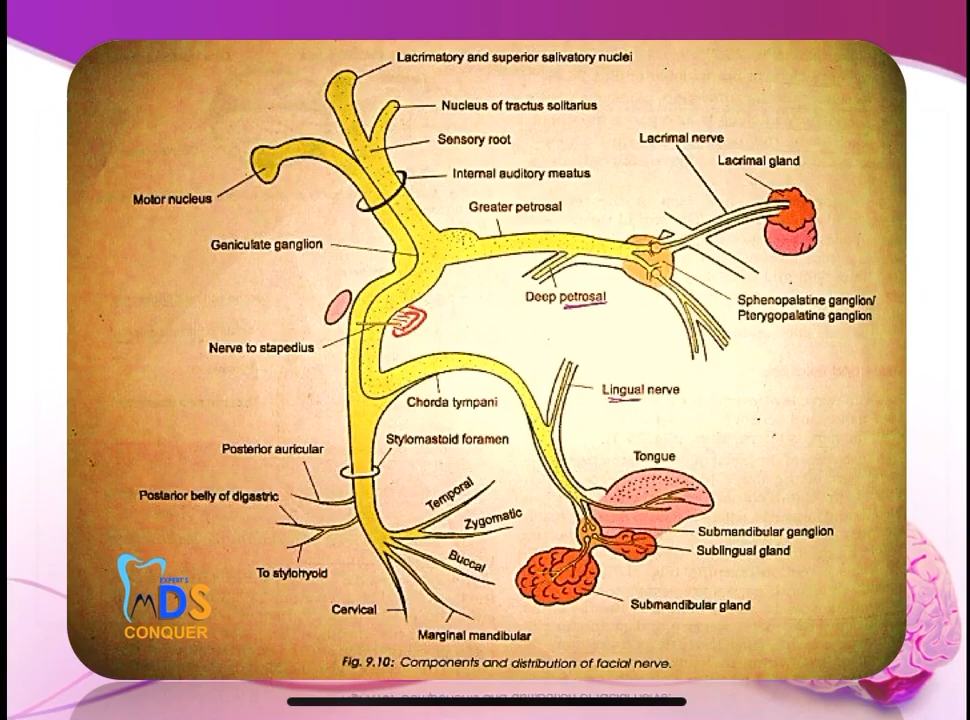 Lacrimatory and superior salivatory nuclei
Nucleus of tractus solitarius
Sensory root
Lacrimal nerve
Lacrimal gland
Internal auditory meatus
Motor nucleus
Greater petrosal
Geniculate ganglion
Deep petrosal
Sphenopalatine ganglion/
Pterygopalatine ganglion
Nerve to stapedius
Lingual nerve
Chorda tympani
Stylomastoid foramen
Posterior auricular
Tongue
Posterior belly of digastric
Temporal
Zygomatic
Submandibular ganglion
Sublingual gland
Buccal
To stylohyoid
EXPERT'S
MDS
CONQUER
Cervical
Submandibular gland
Marginal mandibular
Fig. 9.10: Components and distribution of facial nerve.